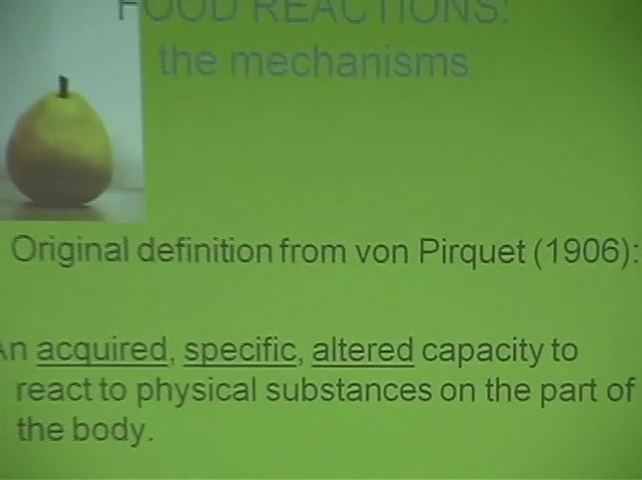 FOOD REACTIONS:
the mechanisms
Original definition from von Pirquet (1906):
An acquired, specific, altered capacity to
react to physical substances on the part of
the body.